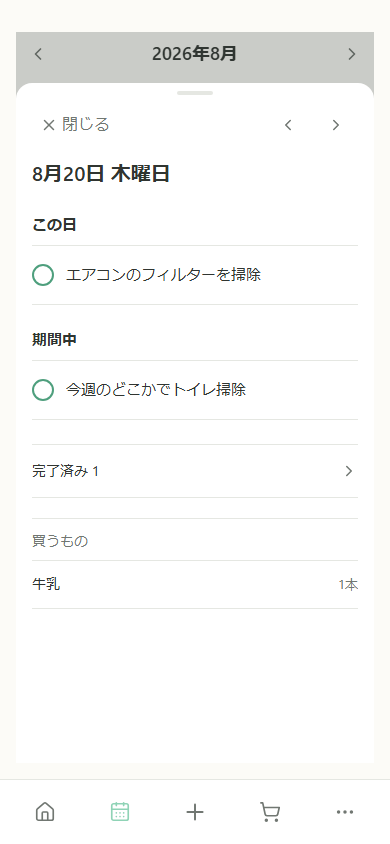 2026年8月
閉じる
8月20日 木曜日
この日
エアコンのフィルターを掃除
期間中
今週のどこかでトイレ掃除
完了済み 1
買うもの
牛乳 1本